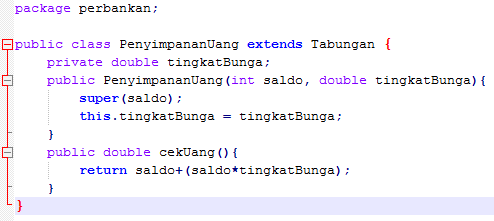 package perbankan;
public class PenyimpananUang extends Tabungan {
private double tingkatBunga;
public PenyimpananUang(int saldo, double tingkatBunga){
super(saldo);
this.tingkatBunga = tingkatBunga;
}
public double cekUang(){
return saldo+(saldo*tingkatBunga);
}
}